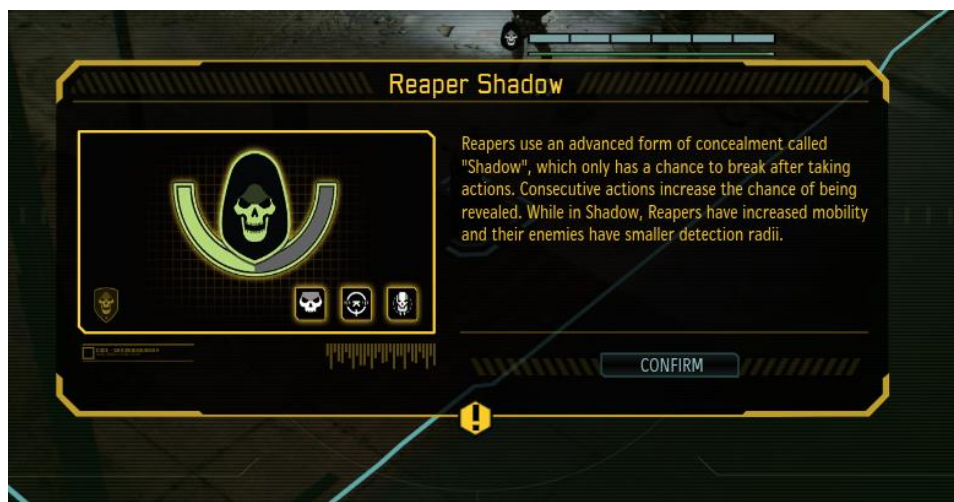 Reaper Shadow
Reapers use an advanced form of concealment called
"Shadow", which only has a chance to break after taking
actions. Consecutive actions increase the chance of being
revealed. While in Shadow, Reapers have increased mobility
and their enemies have smaller detection radii.
CONFIRM